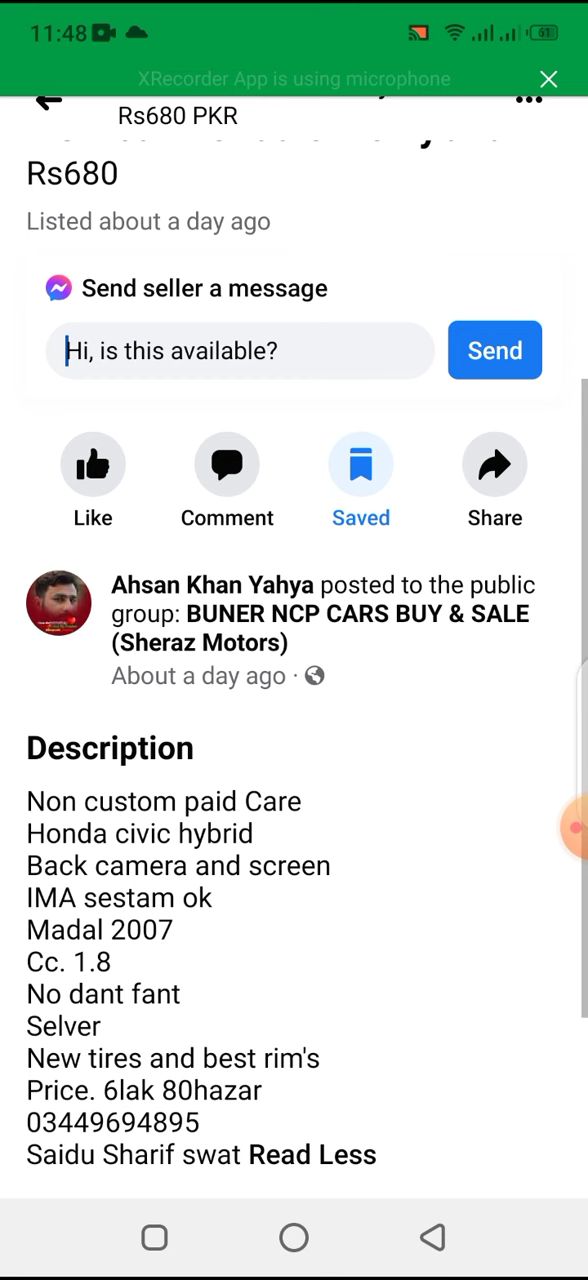 11:48
61
XRecorder App is using microphone
Rs680 PKR
Rs680
Listed about a day ago
Send seller a message
Hi, is this available?
Send
Like
Comment
Saved
Share
Ahsan Khan Yahya posted to the public
group: BUNER NCP CARS BUY & SALE
(Sheraz Motors)
About a day ago ·
Description
Non custom paid Care
Honda civic hybrid
Back camera and screen
IMA sestam ok
Madal 2007
Cc. 1.8
No dant fant
Selver
New tires and best rim's
Price. 6lak 80hazar
03449694895
Saidu Sharif swat Read Less